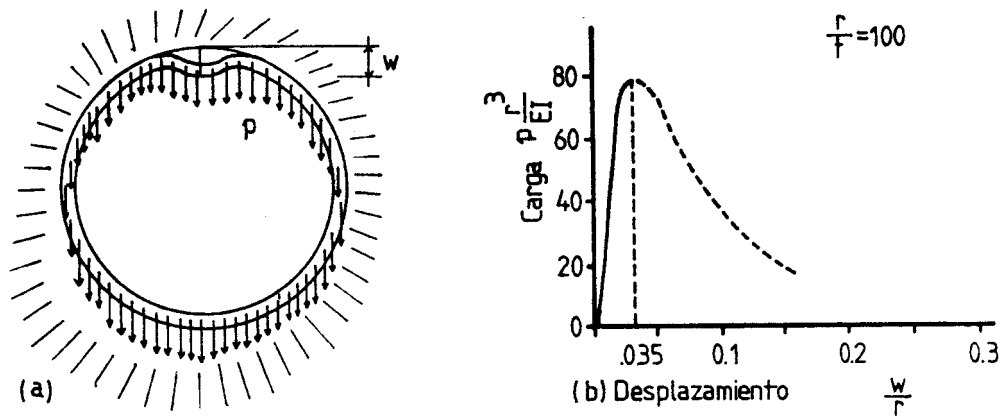 w
p
(a)
r/t=100
Carga p r³/EI
80
60
40
20
0
.035
0.1
0.2
0.3
(b) Desplazamiento w/r